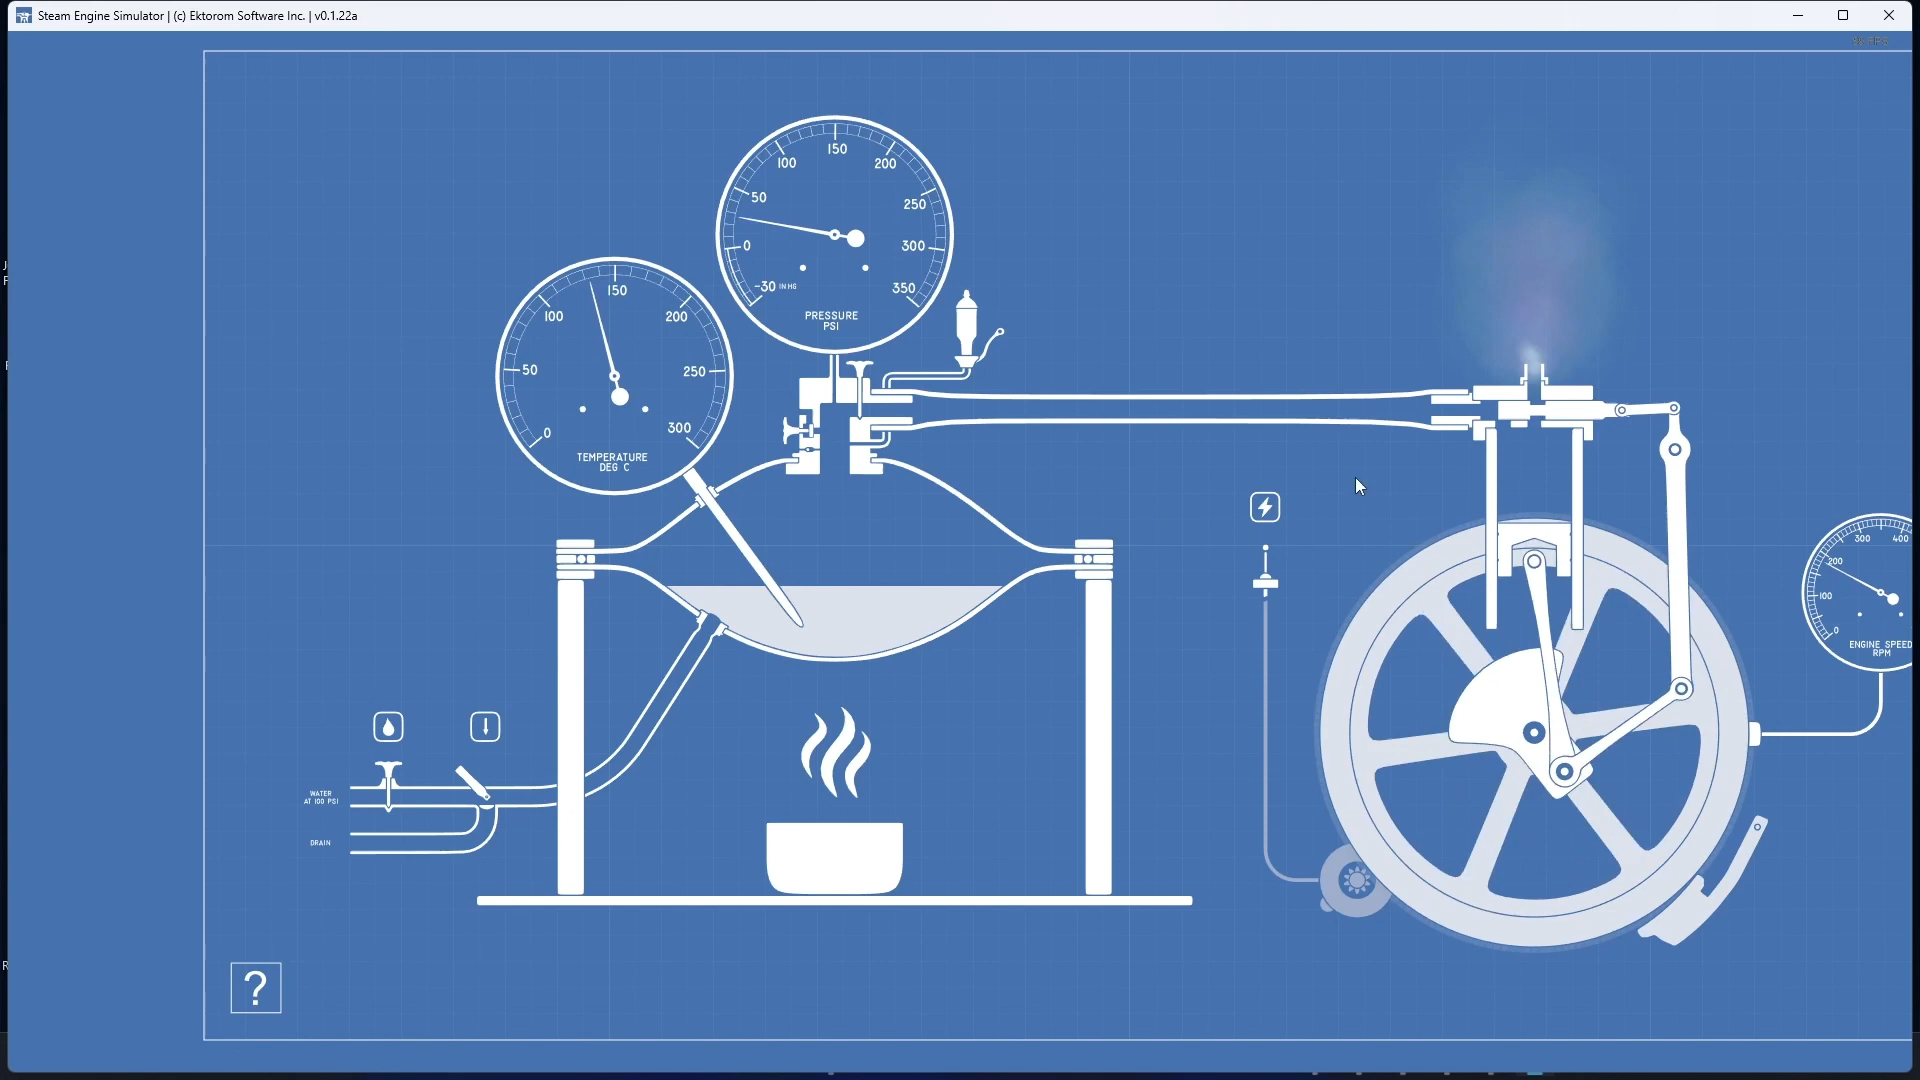 Steam Engine Simulator | (c) Ektorom Software Inc. | v0.1.22a
150
100
200
50
250
0
300
-30 IN HG
350
PRESSURE
PSI
150
100
200
50
250
0
300
TEMPERATURE
DEG C
300
400
200
100
0
ENGINE SPEED
RPM
WATER
AT 100 PSI
DRAIN
?